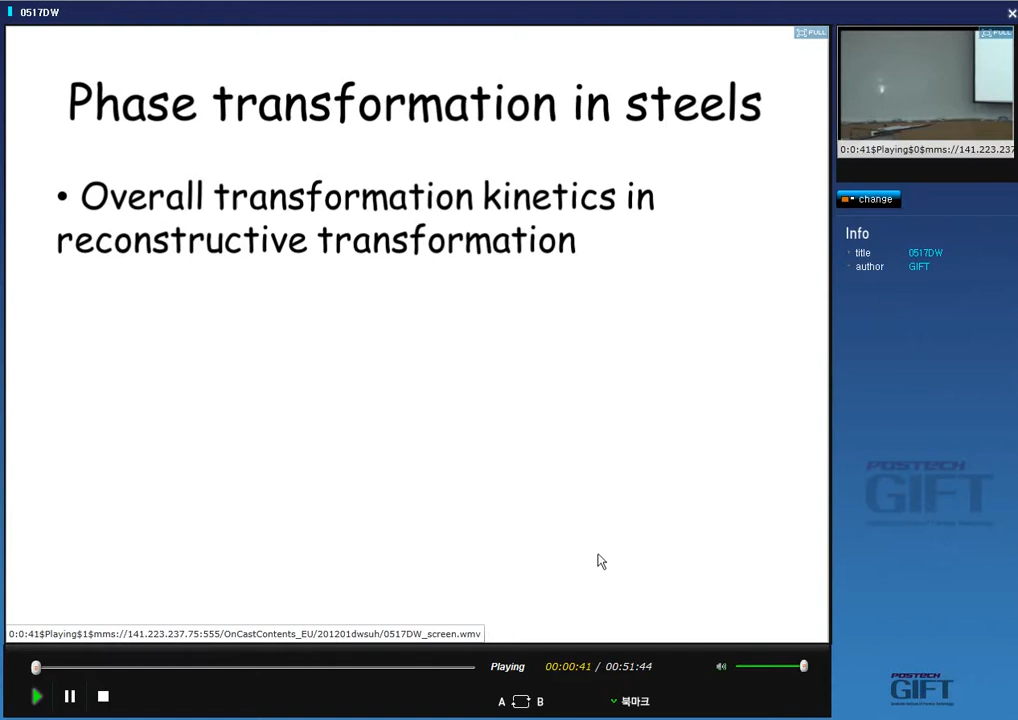 0517DW
FULL
Phase transformation in steels
• Overall transformation kinetics in
reconstructive transformation
FULL
0:0:41$Playing$0$mms://141.223.237
change
Info
title 0517DW
author GIFT
POSTECH
GIFT
0:0:41$Playing$1$mms://141.223.237.75:555/OnCastContents_EU/201201dwsuh/0517DW_screen.wmv
Playing 00:00:41 / 00:51:44
A B 북마크
POSTECH
GIFT